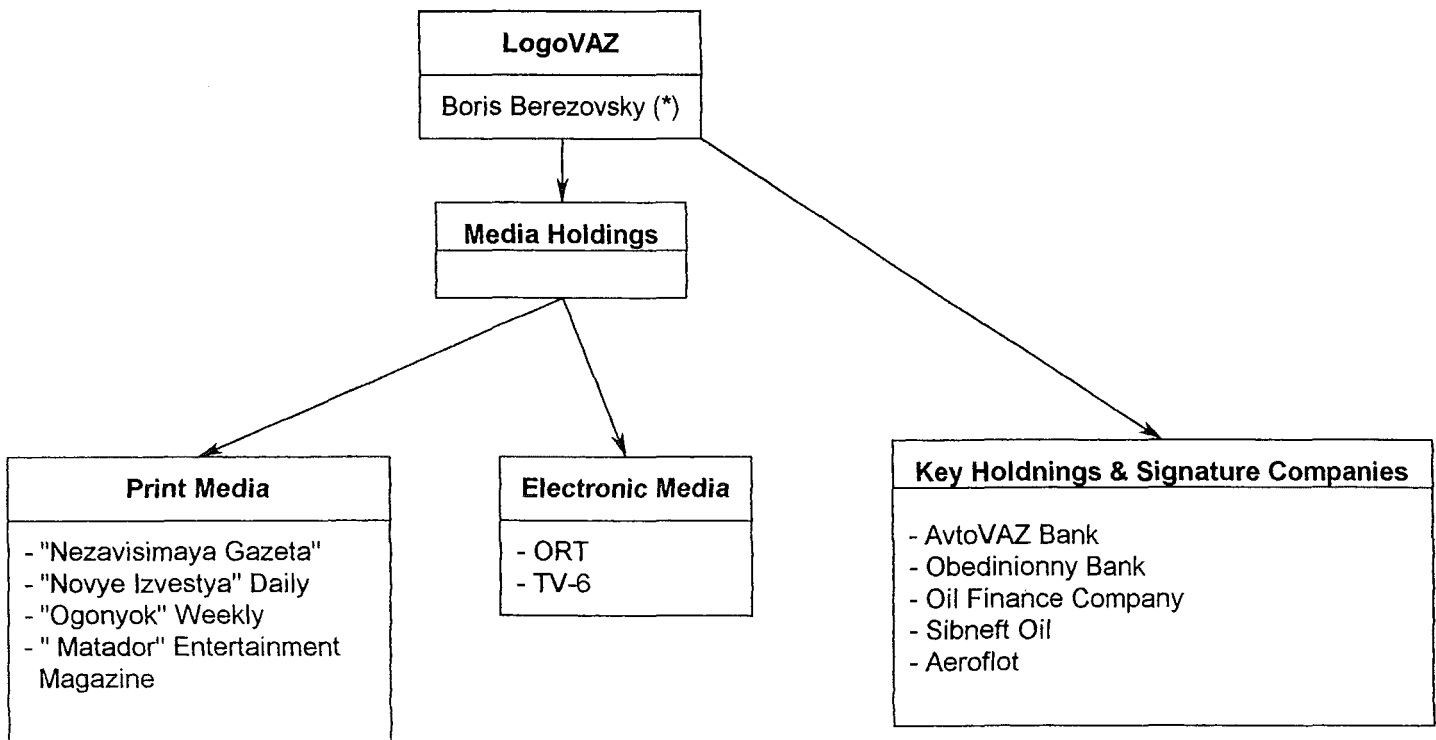 LogoVAZ
Boris Berezovsky (*)
Media Holdings
Print Media
- "Nezavisimaya Gazeta"
- "Novye Izvestya" Daily
- "Ogonyok" Weekly
- " Matador" Entertainment
Magazine
Electronic Media
- ORT
- TV-6
Key Holdnings & Signature Companies
- AvtoVAZ Bank
- Obedinionny Bank
- Oil Finance Company
- Sibneft Oil
- Aeroflot